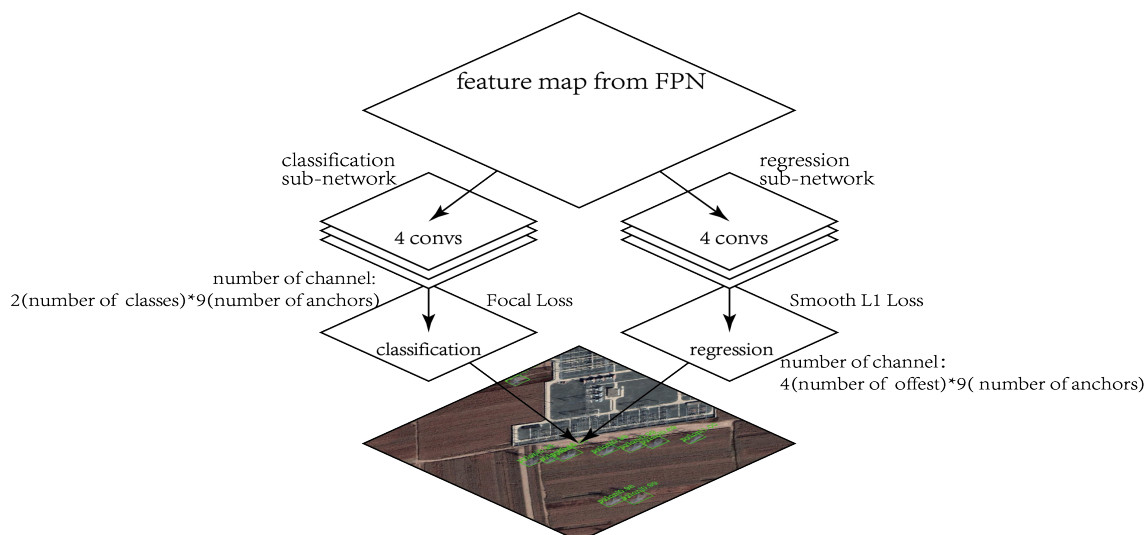 feature map from FPN
classification
sub-network
regression
sub-network
4 convs
4 convs
number of channel:
2(number of classes)*9(number of anchors)
Focal Loss
Smooth L1 Loss
classification
regression
number of channel:
4(number of offest)*9( number of anchors)